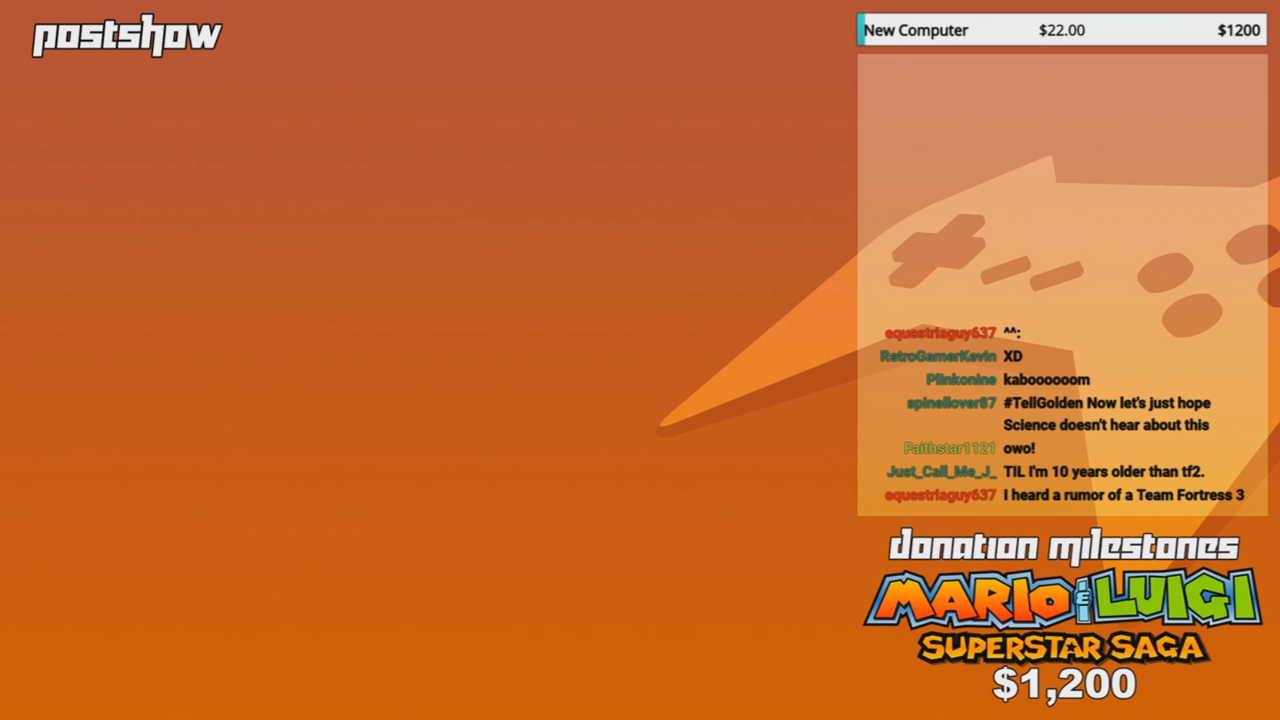 postshow
New Computer $22.00 $1200
equestriaguy637 ^^;
RetroGamerKevin XD
Plinkonine kaboooooom
spinellover87 #TellGolden Now let's just hope
Science doesn't hear about this
Faithstar1121 owo!
Just_Call_Me_J_ TIL I'm 10 years older than tf2.
equestriaguy637 I heard a rumor of a Team Fortress 3
donation milestones
MARIO & LUIGI
SUPERSTAR SAGA
$1,200